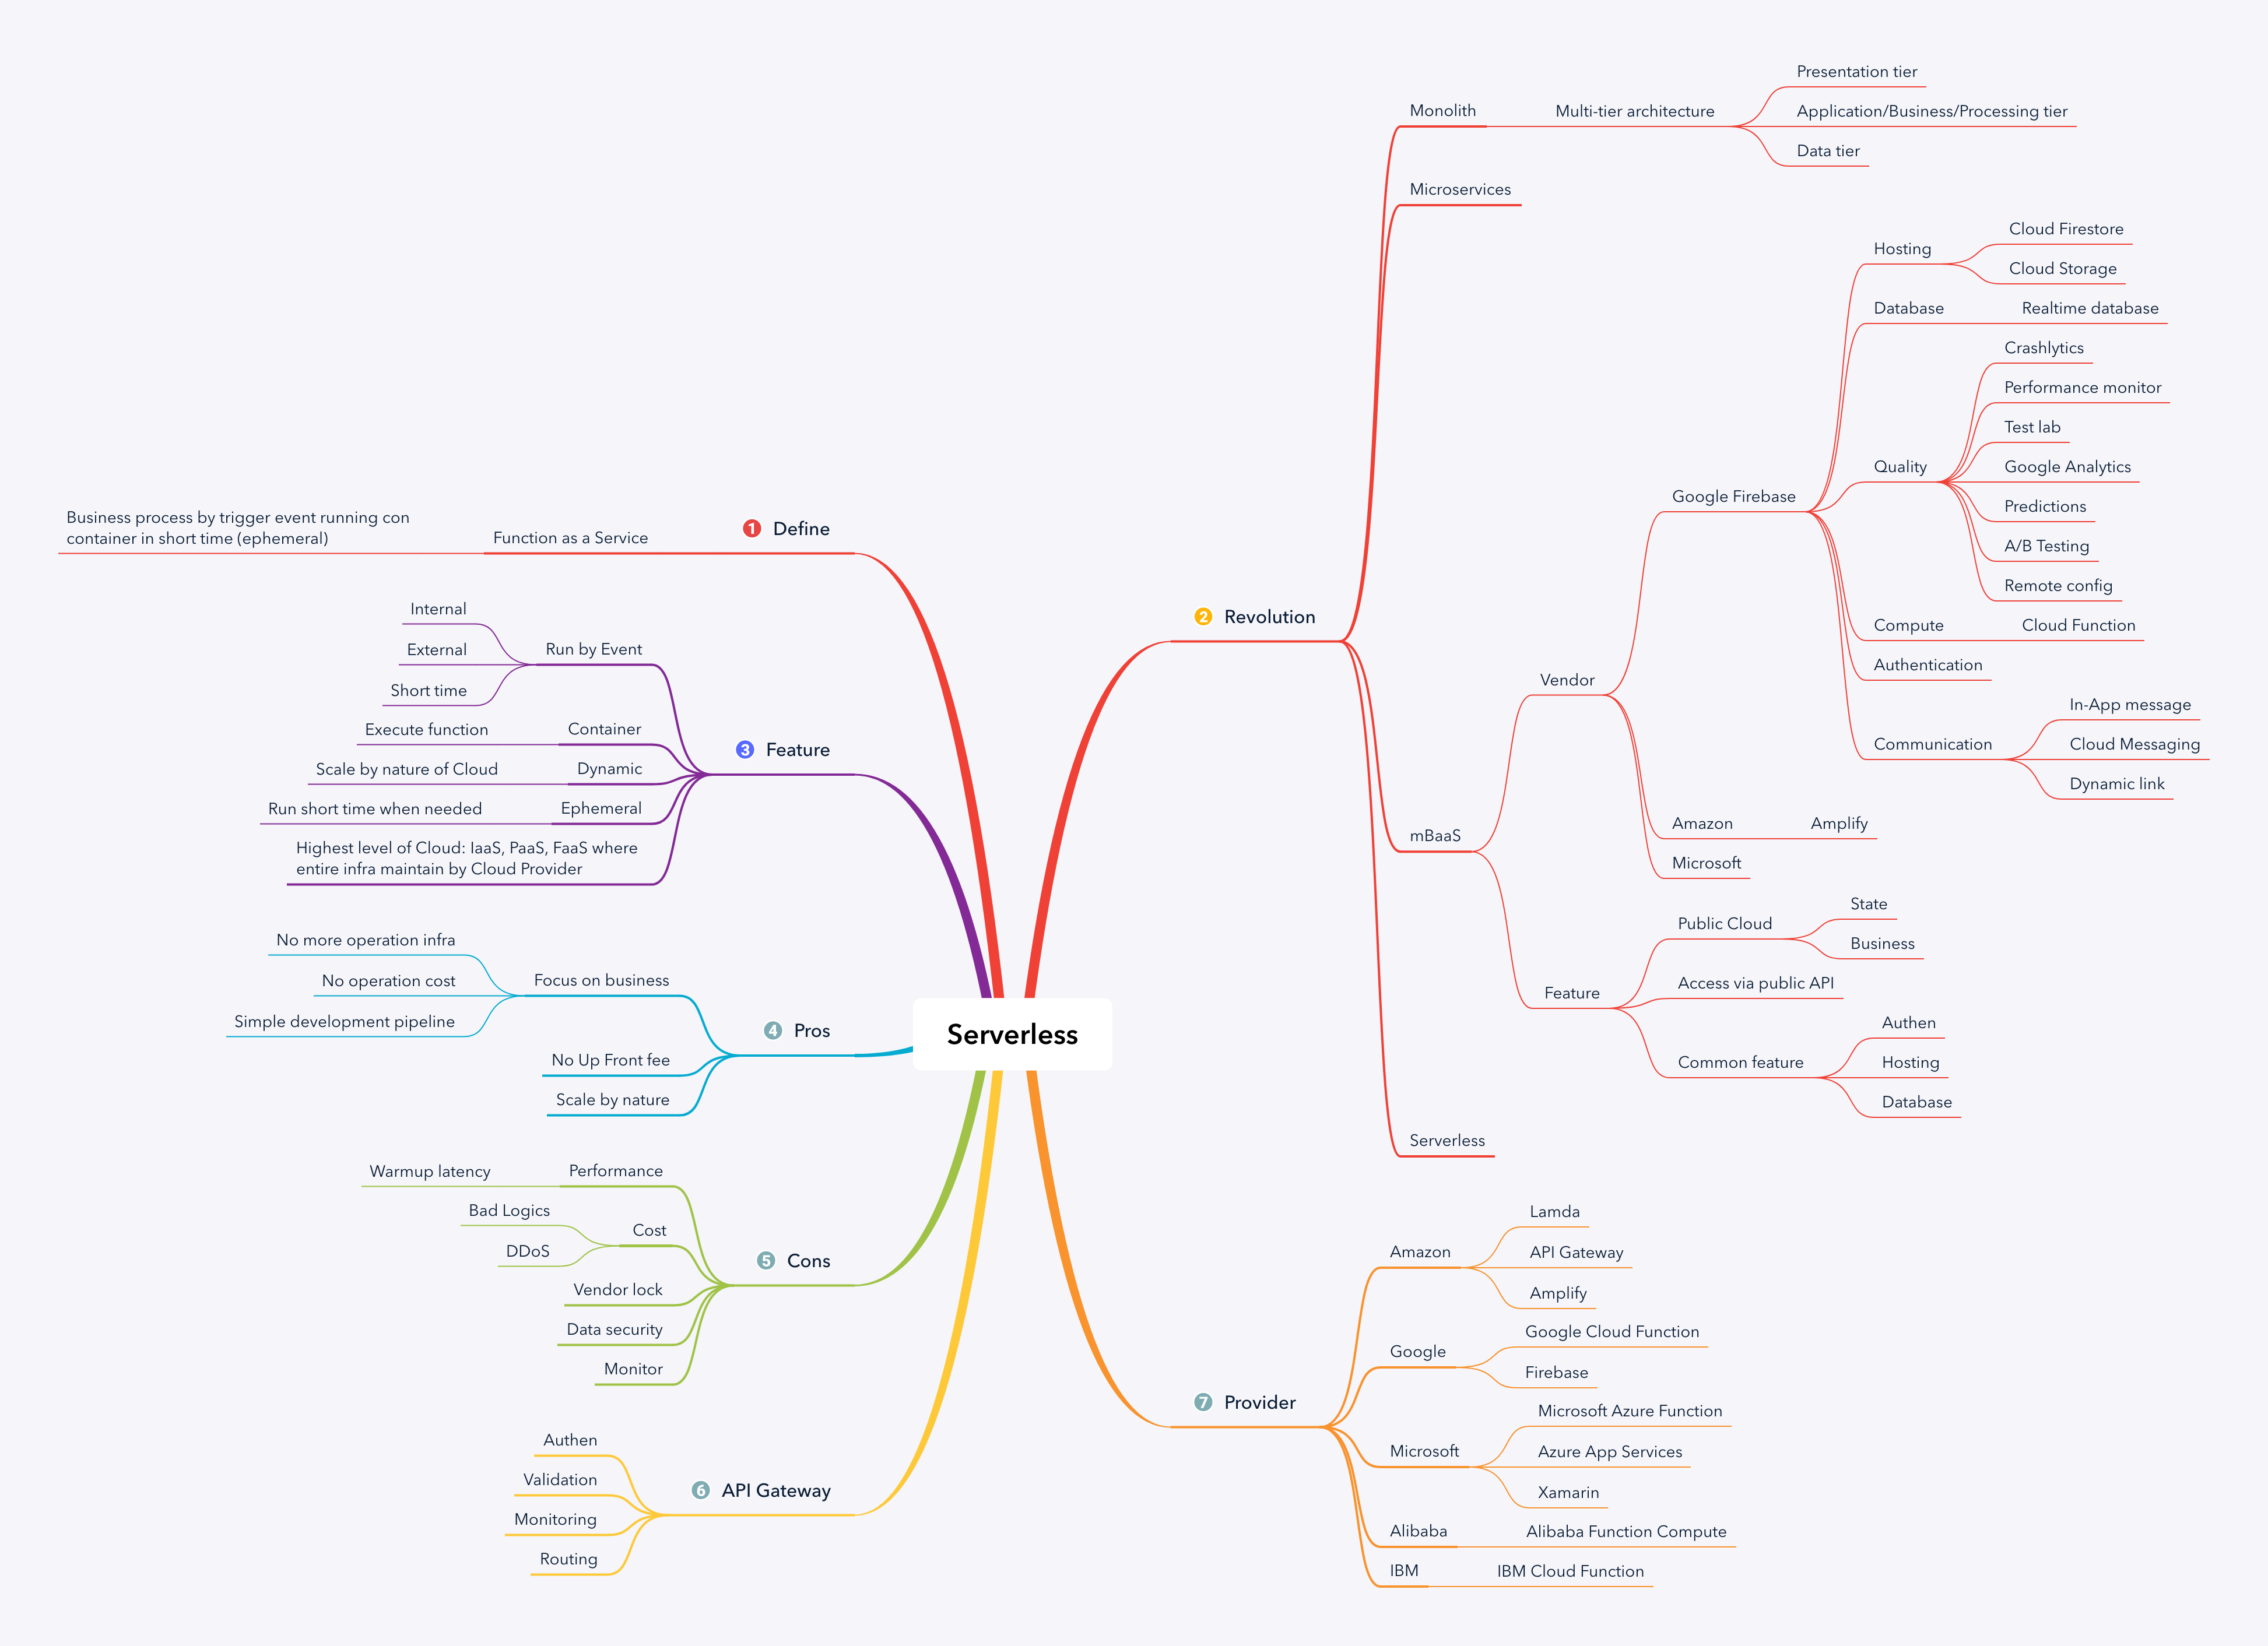 Serverless
1 Define
Function as a Service
Business process by trigger event running con
container in short time (ephemeral)
2 Revolution
Monolith
Multi-tier architecture
Presentation tier
Application/Business/Processing tier
Data tier
Microservices
mBaaS
Vendor
Google Firebase
Hosting
Cloud Firestore
Cloud Storage
Database
Realtime database
Quality
Crashlytics
Performance monitor
Test lab
Google Analytics
Predictions
A/B Testing
Remote config
Compute
Cloud Function
Authentication
Communication
In-App message
Cloud Messaging
Dynamic link
Amazon
Amplify
Microsoft
Feature
Public Cloud
State
Business
Access via public API
Common feature
Authen
Hosting
Database
Serverless
3 Feature
Run by Event
Internal
External
Short time
Container
Execute function
Dynamic
Scale by nature of Cloud
Ephemeral
Run short time when needed
Highest level of Cloud: IaaS, PaaS, FaaS where
entire infra maintain by Cloud Provider
4 Pros
Focus on business
No more operation infra
No operation cost
Simple development pipeline
No Up Front fee
Scale by nature
5 Cons
Performance
Warmup latency
Cost
Bad Logics
DDoS
Vendor lock
Data security
Monitor
6 API Gateway
Authen
Validation
Monitoring
Routing
7 Provider
Amazon
Lamda
API Gateway
Amplify
Google
Google Cloud Function
Firebase
Microsoft
Microsoft Azure Function
Azure App Services
Xamarin
Alibaba
Alibaba Function Compute
IBM
IBM Cloud Function